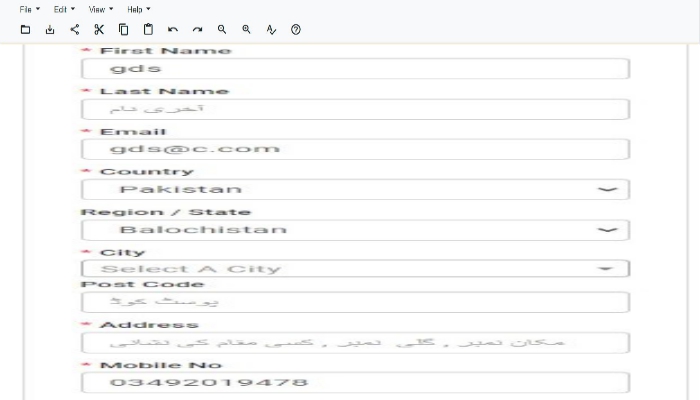 File Edit View Help
* First Name
gds
* Last Name
آخری نام
* Email
gds@c.com
* Country
Pakistan
Region / State
Balochistan
* City
Select A City
Post Code
پوسٹ کوڈ
* Address
مکان نمبر , گلی نمبر , کسی مقام کی نشانی
* Mobile No
03492019478